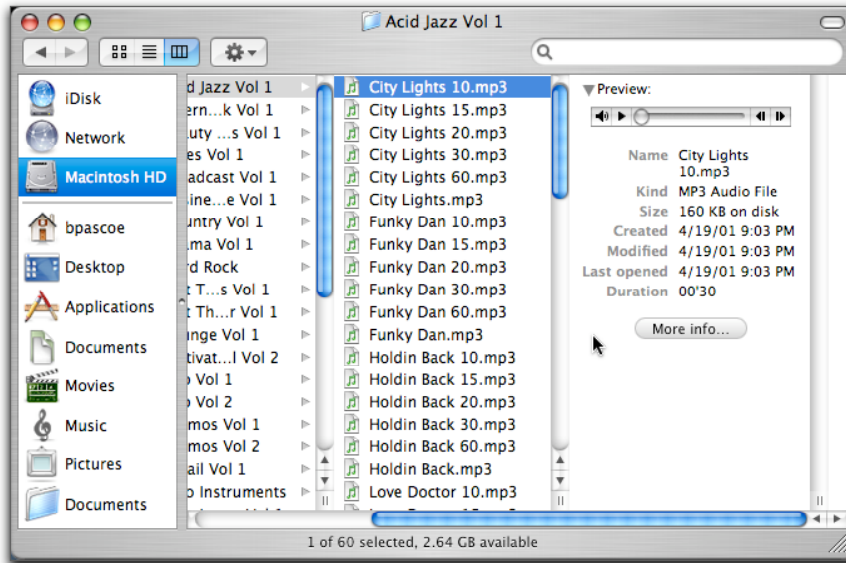 Acid Jazz Vol 1
iDisk
Network
Macintosh HD
bpascoe
Desktop
Applications
Documents
Movies
Music
Pictures
Documents
d Jazz Vol 1
ern...k Vol 1
uty ...s Vol 1
es Vol 1
adcast Vol 1
sine...e Vol 1
untry Vol 1
ma Vol 1
rd Rock
t T...s Vol 1
t Th...r Vol 1
unge Vol 1
tivat...l Vol 2
o Vol 1
o Vol 2
mos Vol 1
mos Vol 2
ail Vol 1
o Instruments
City Lights 10.mp3
City Lights 15.mp3
City Lights 20.mp3
City Lights 30.mp3
City Lights 60.mp3
City Lights.mp3
Funky Dan 10.mp3
Funky Dan 15.mp3
Funky Dan 20.mp3
Funky Dan 30.mp3
Funky Dan 60.mp3
Funky Dan.mp3
Holdin Back 10.mp3
Holdin Back 15.mp3
Holdin Back 20.mp3
Holdin Back 30.mp3
Holdin Back 60.mp3
Holdin Back.mp3
Love Doctor 10.mp3
Preview:
Name City Lights
10.mp3
Kind MP3 Audio File
Size 160 KB on disk
Created 4/19/01 9:03 PM
Modified 4/19/01 9:03 PM
Last opened 4/19/01 9:03 PM
Duration 00'30
More info...
1 of 60 selected, 2.64 GB available